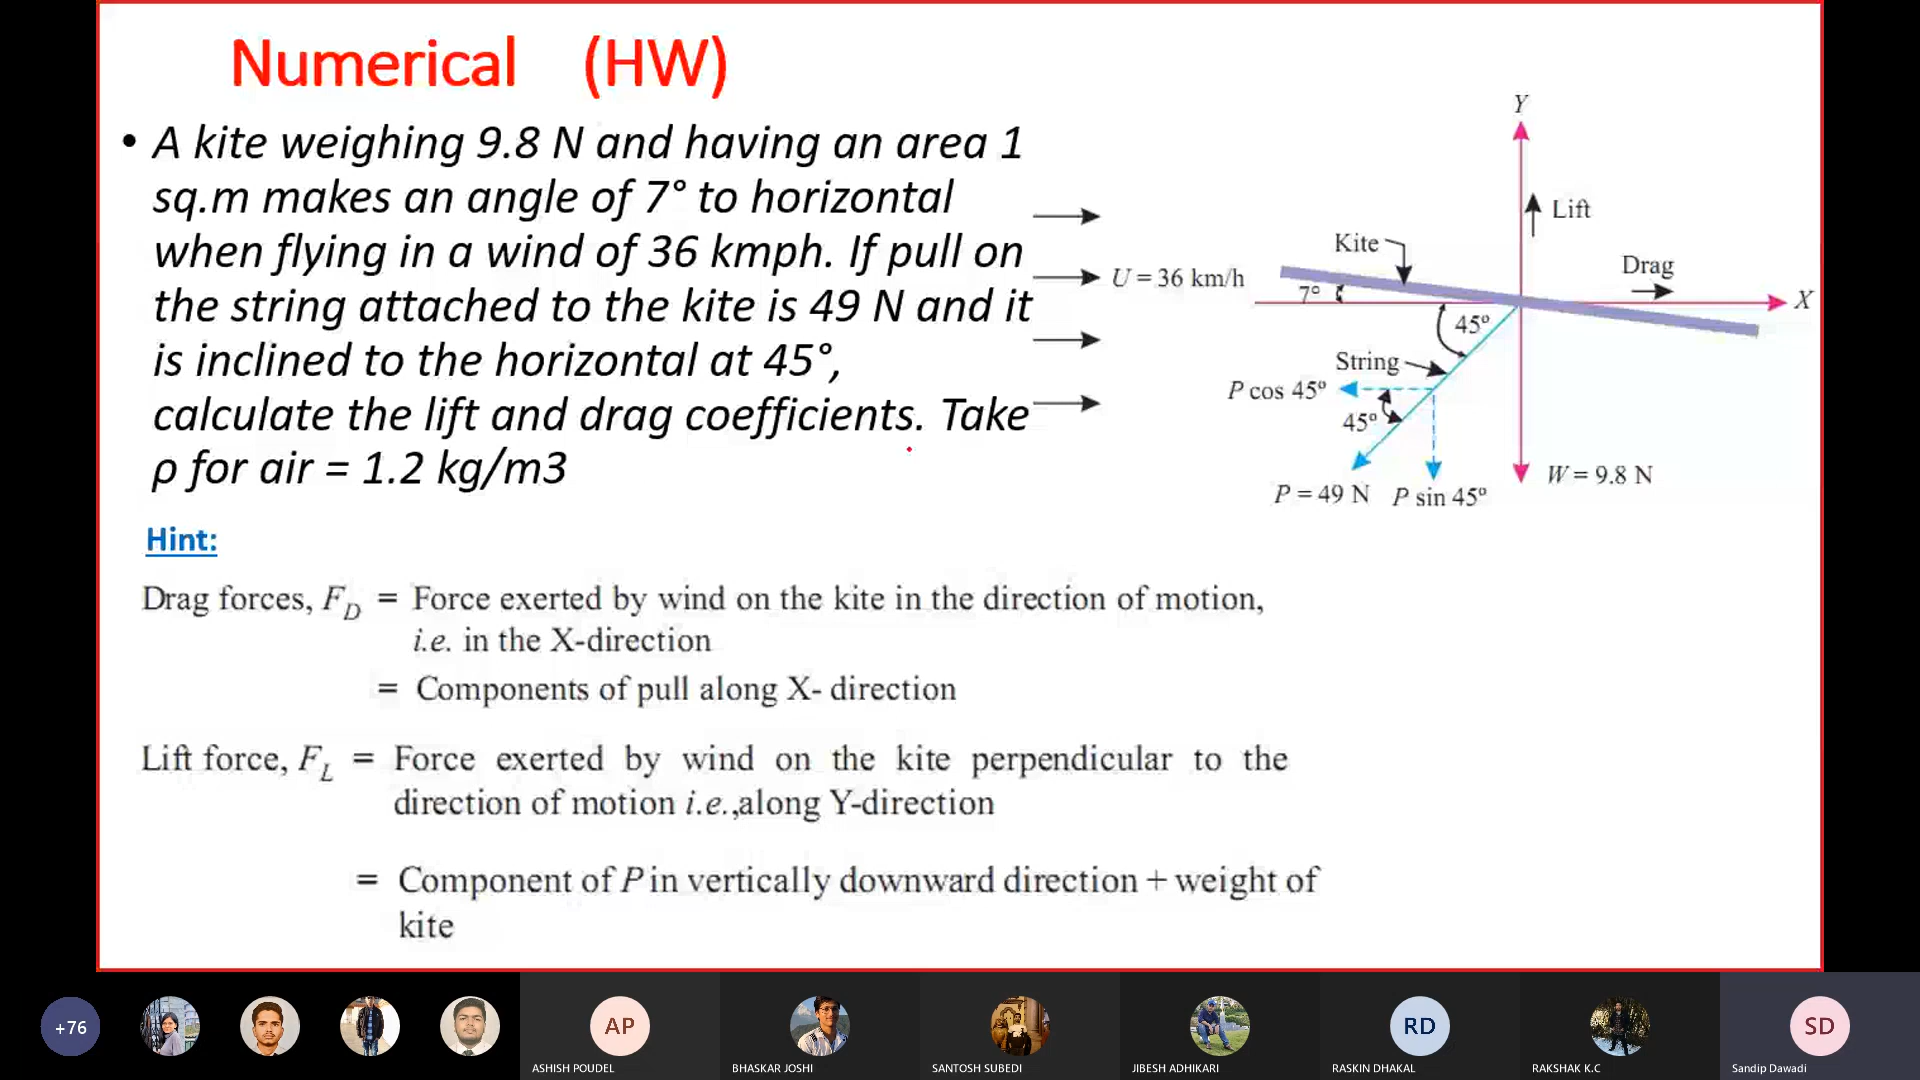 Numerical (HW)
• A kite weighing 9.8 N and having an area 1
sq.m makes an angle of 7° to horizontal
when flying in a wind of 36 kmph. If pull on
the string attached to the kite is 49 N and it
is inclined to the horizontal at 45°,
calculate the lift and drag coefficients. Take
ρ for air = 1.2 kg/m3
Y
Lift
Kite
Drag
U = 36 km/h
7°
X
45°
String
P cos 45°
45°
W = 9.8 N
P = 49 N P sin 45°
Hint:
Drag forces, F_D = Force exerted by wind on the kite in the direction of motion,
i.e. in the X-direction
= Components of pull along X- direction
Lift force, F_L = Force exerted by wind on the kite perpendicular to the
direction of motion i.e.,along Y-direction
= Component of P in vertically downward direction + weight of
kite
+76
AP
RD
SD
ASHISH POUDEL
BHASKAR JOSHI
SANTOSH SUBEDI
JIBESH ADHIKARI
RASKIN DHAKAL
RAKSHAK K.C
Sandip Dawadi